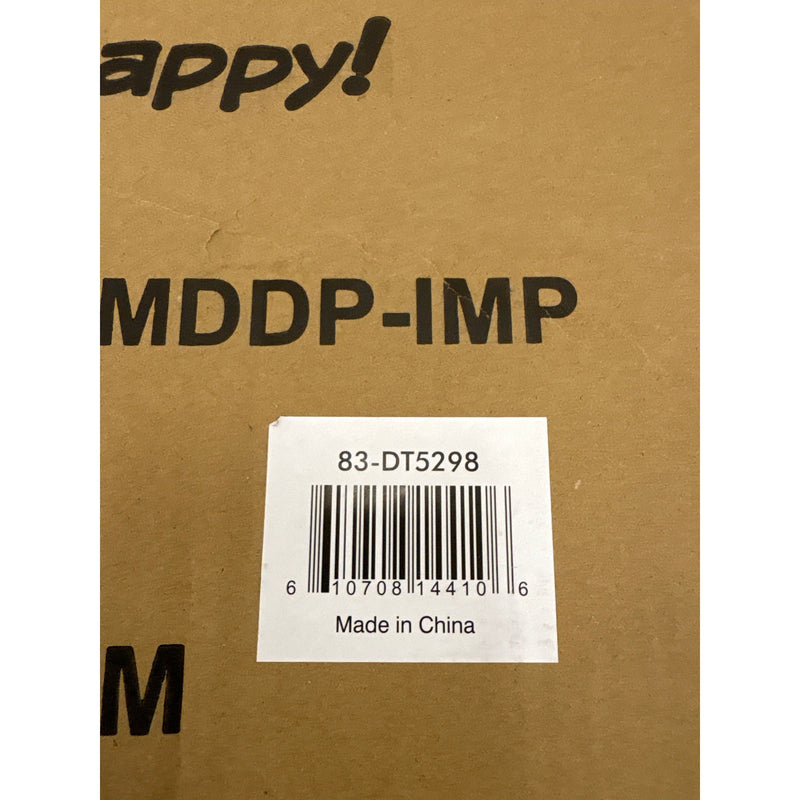 appy!
MDDP-IMP
83-DT5298
6 10708 14410 6
Made in China
M